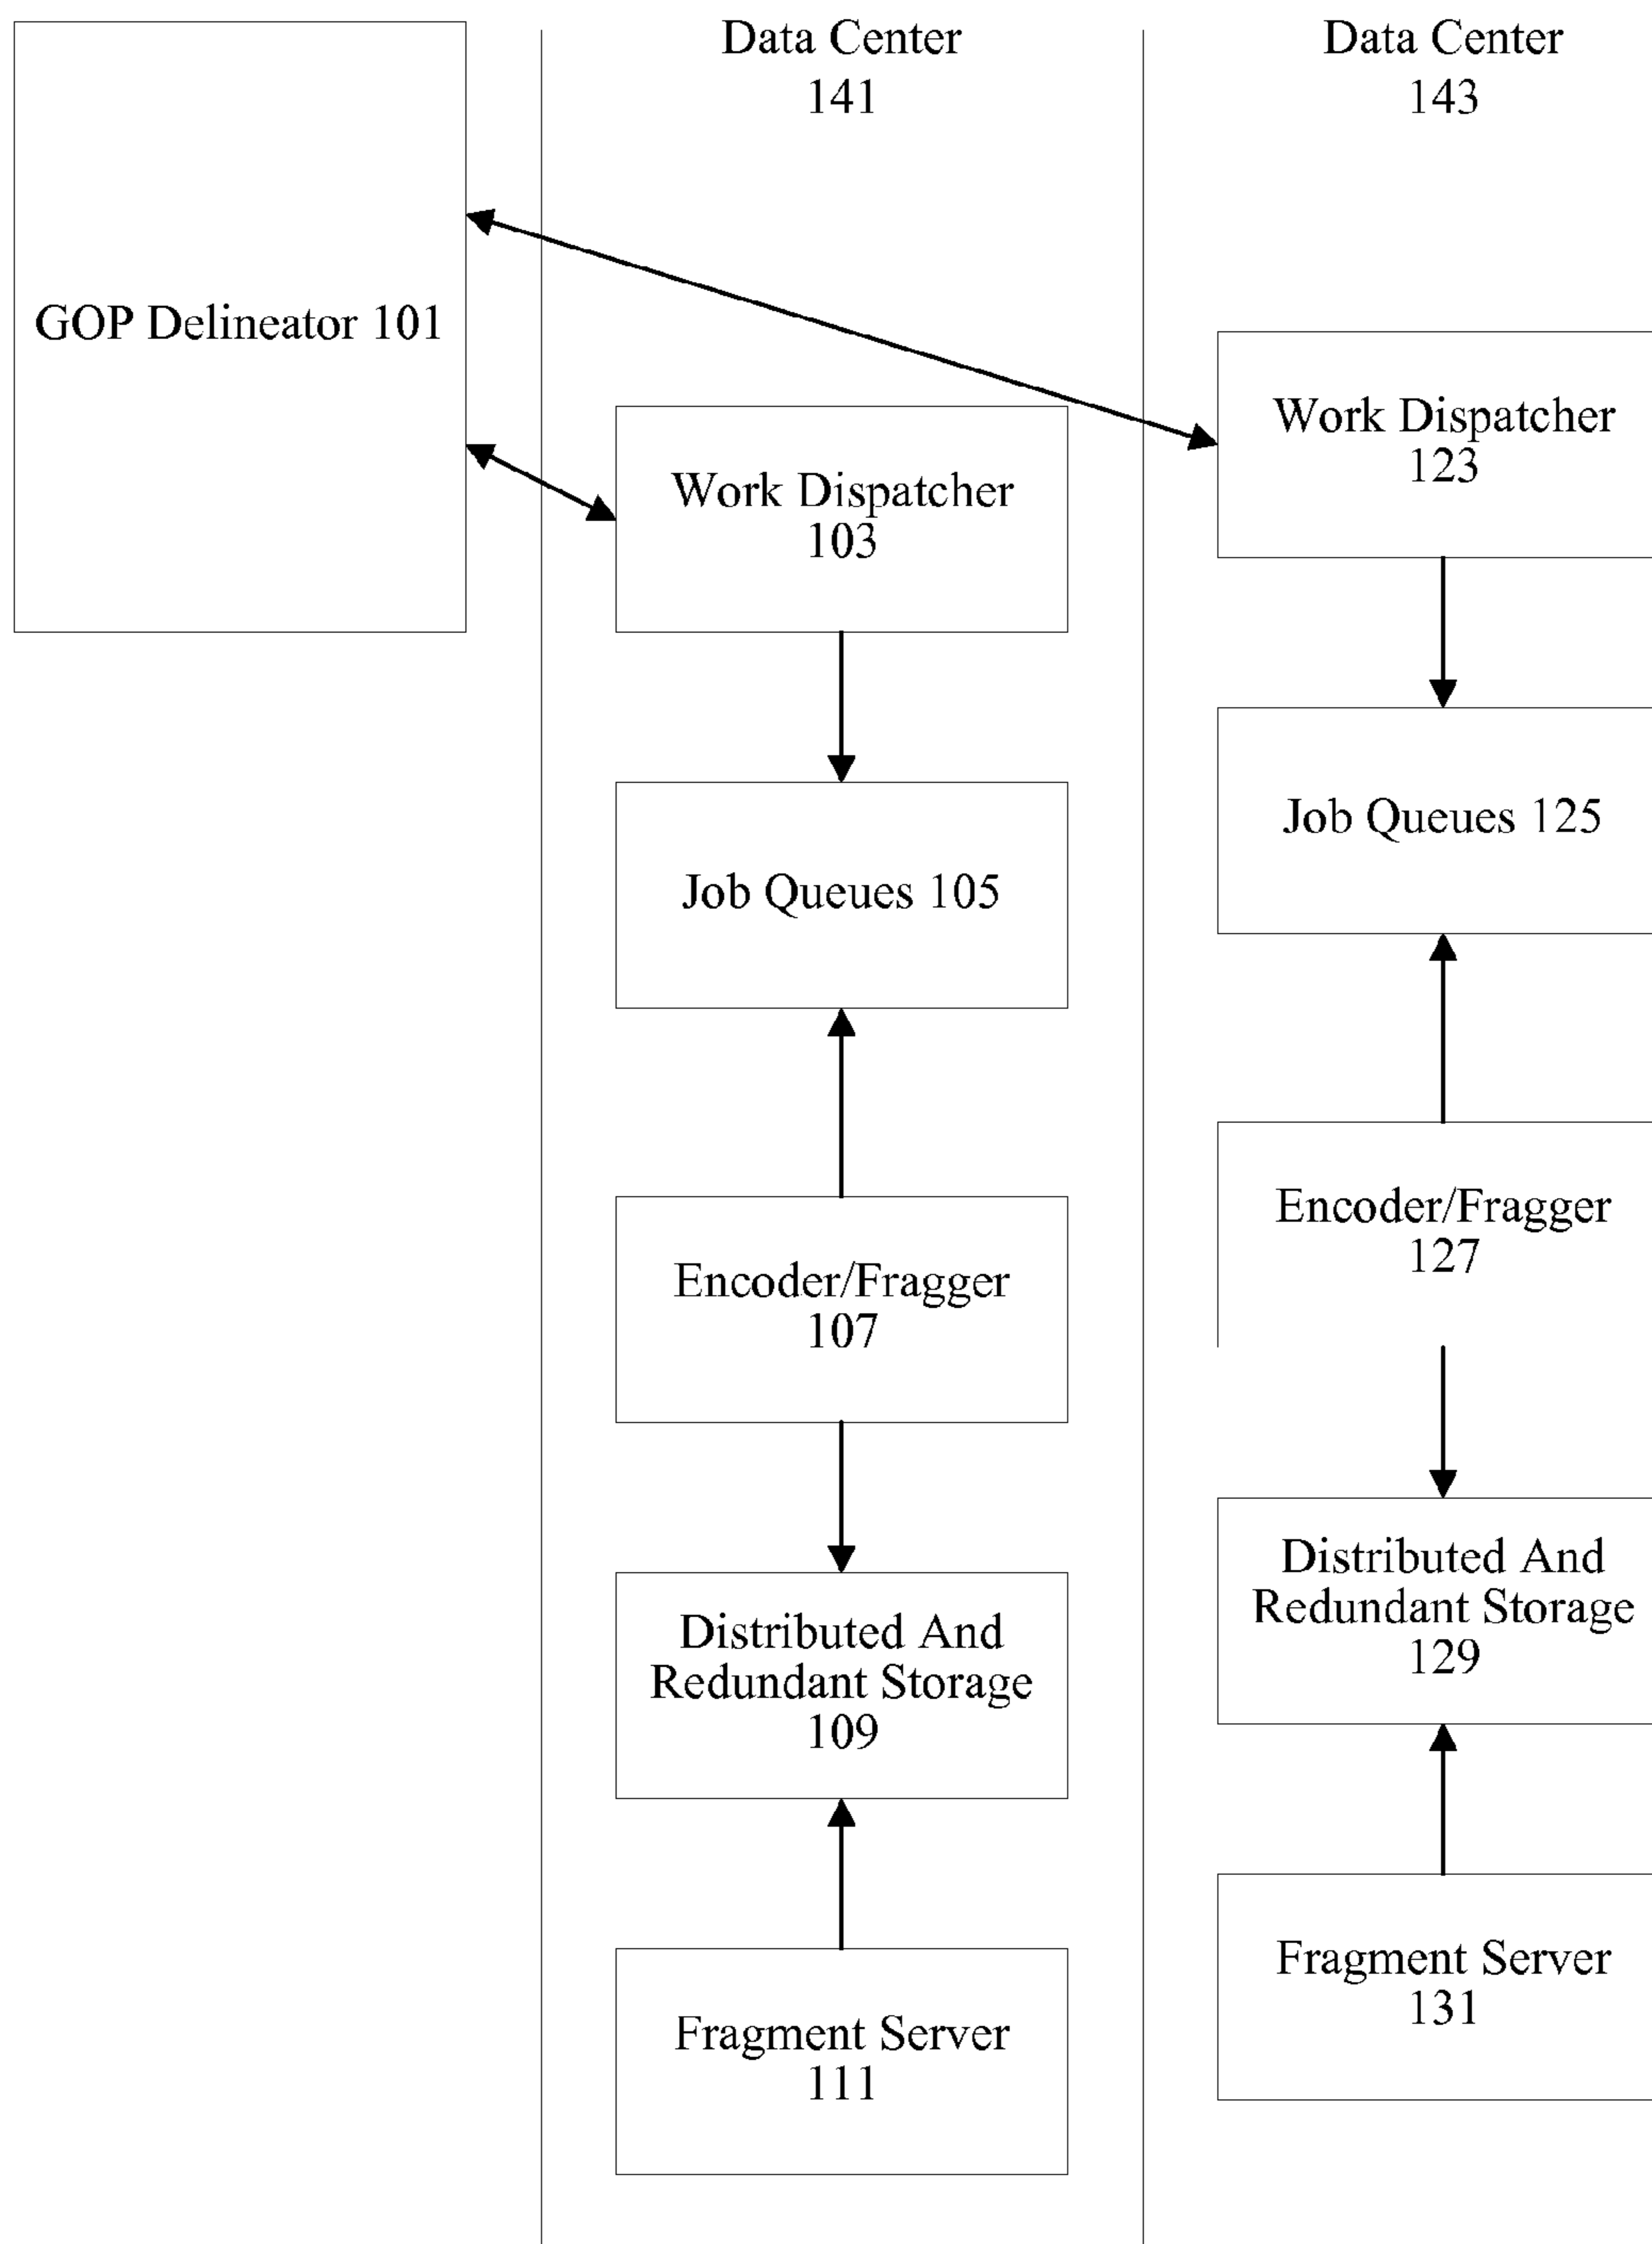 Data Center
141
Data Center
143
GOP Delineator 101
Work Dispatcher
103
Work Dispatcher
123
Job Queues 105
Job Queues 125
Encoder/Fragger
107
Encoder/Fragger
127
Distributed And
Redundant Storage
109
Distributed And
Redundant Storage
129
Fragment Server
111
Fragment Server
131